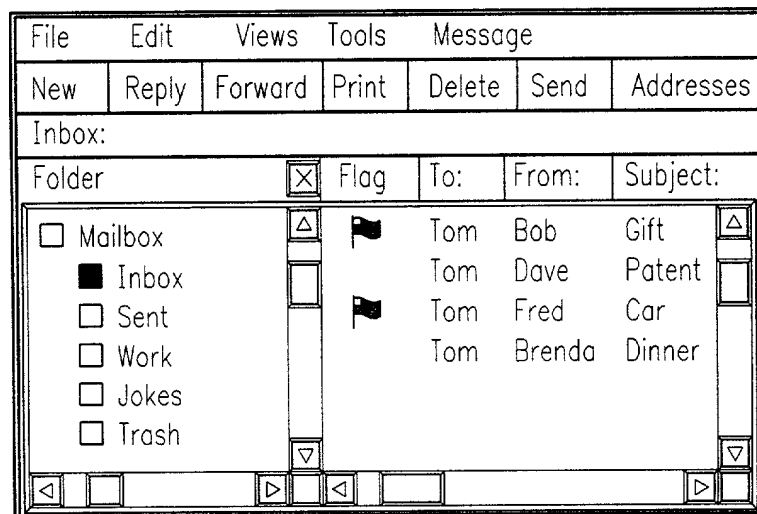 File Edit Views Tools Message
New Reply Forward Print Delete Send Addresses
Inbox:
Folder Flag To: From: Subject:
Mailbox Tom Bob Gift
Inbox Tom Dave Patent
Sent Tom Fred Car
Work Tom Brenda Dinner
Jokes
Trash